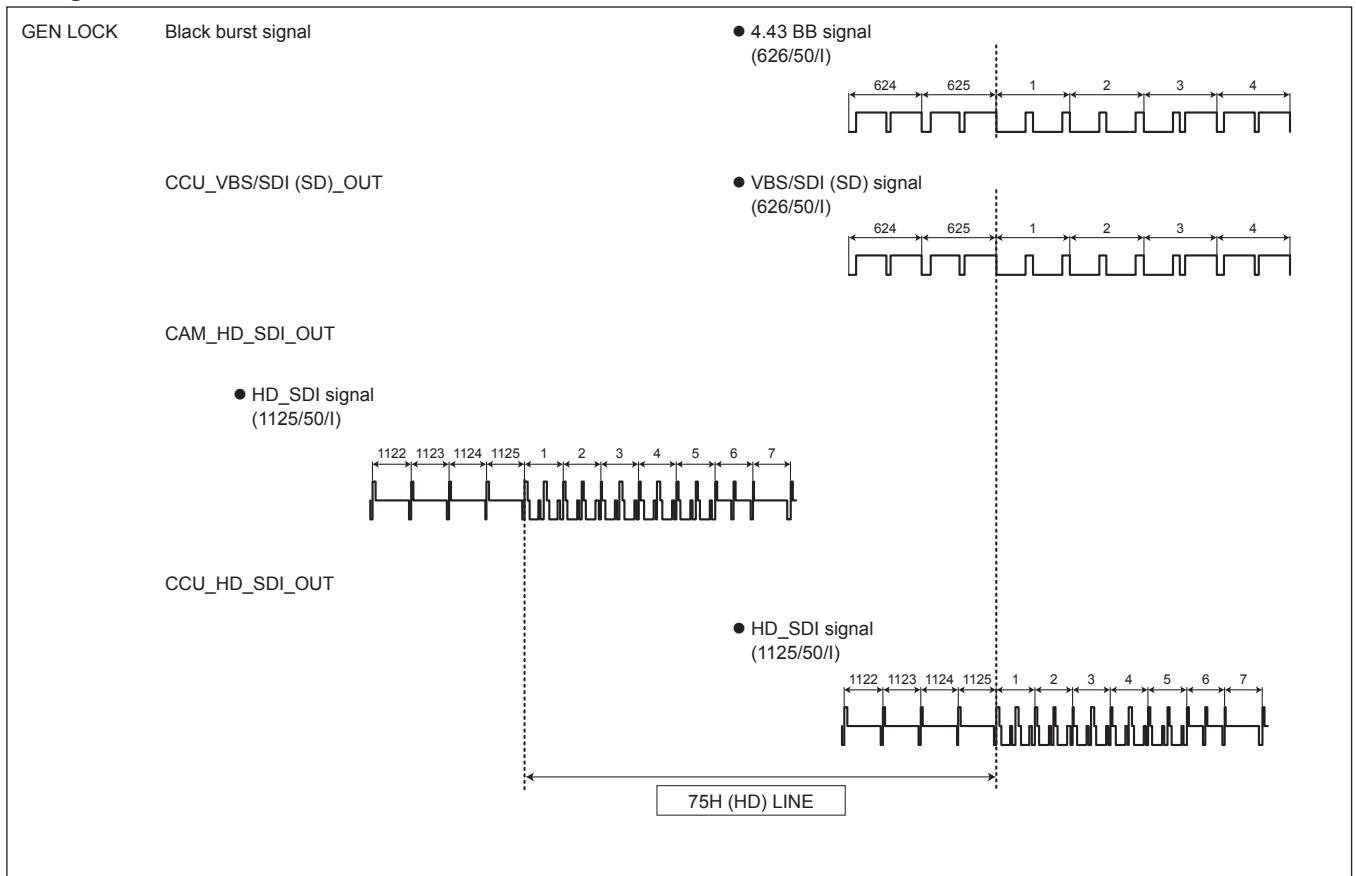 GEN LOCK Black burst signal ● 4.43 BB signal
(626/50/I)
624 625 1 2 3 4
CCU_VBS/SDI (SD)_OUT ● VBS/SDI (SD) signal
(626/50/I)
624 625 1 2 3 4
CAM_HD_SDI_OUT
● HD_SDI signal
(1125/50/I)
1122 1123 1124 1125 1 2 3 4 5 6 7
CCU_HD_SDI_OUT
● HD_SDI signal
(1125/50/I)
1122 1123 1124 1125 1 2 3 4 5 6 7
75H (HD) LINE